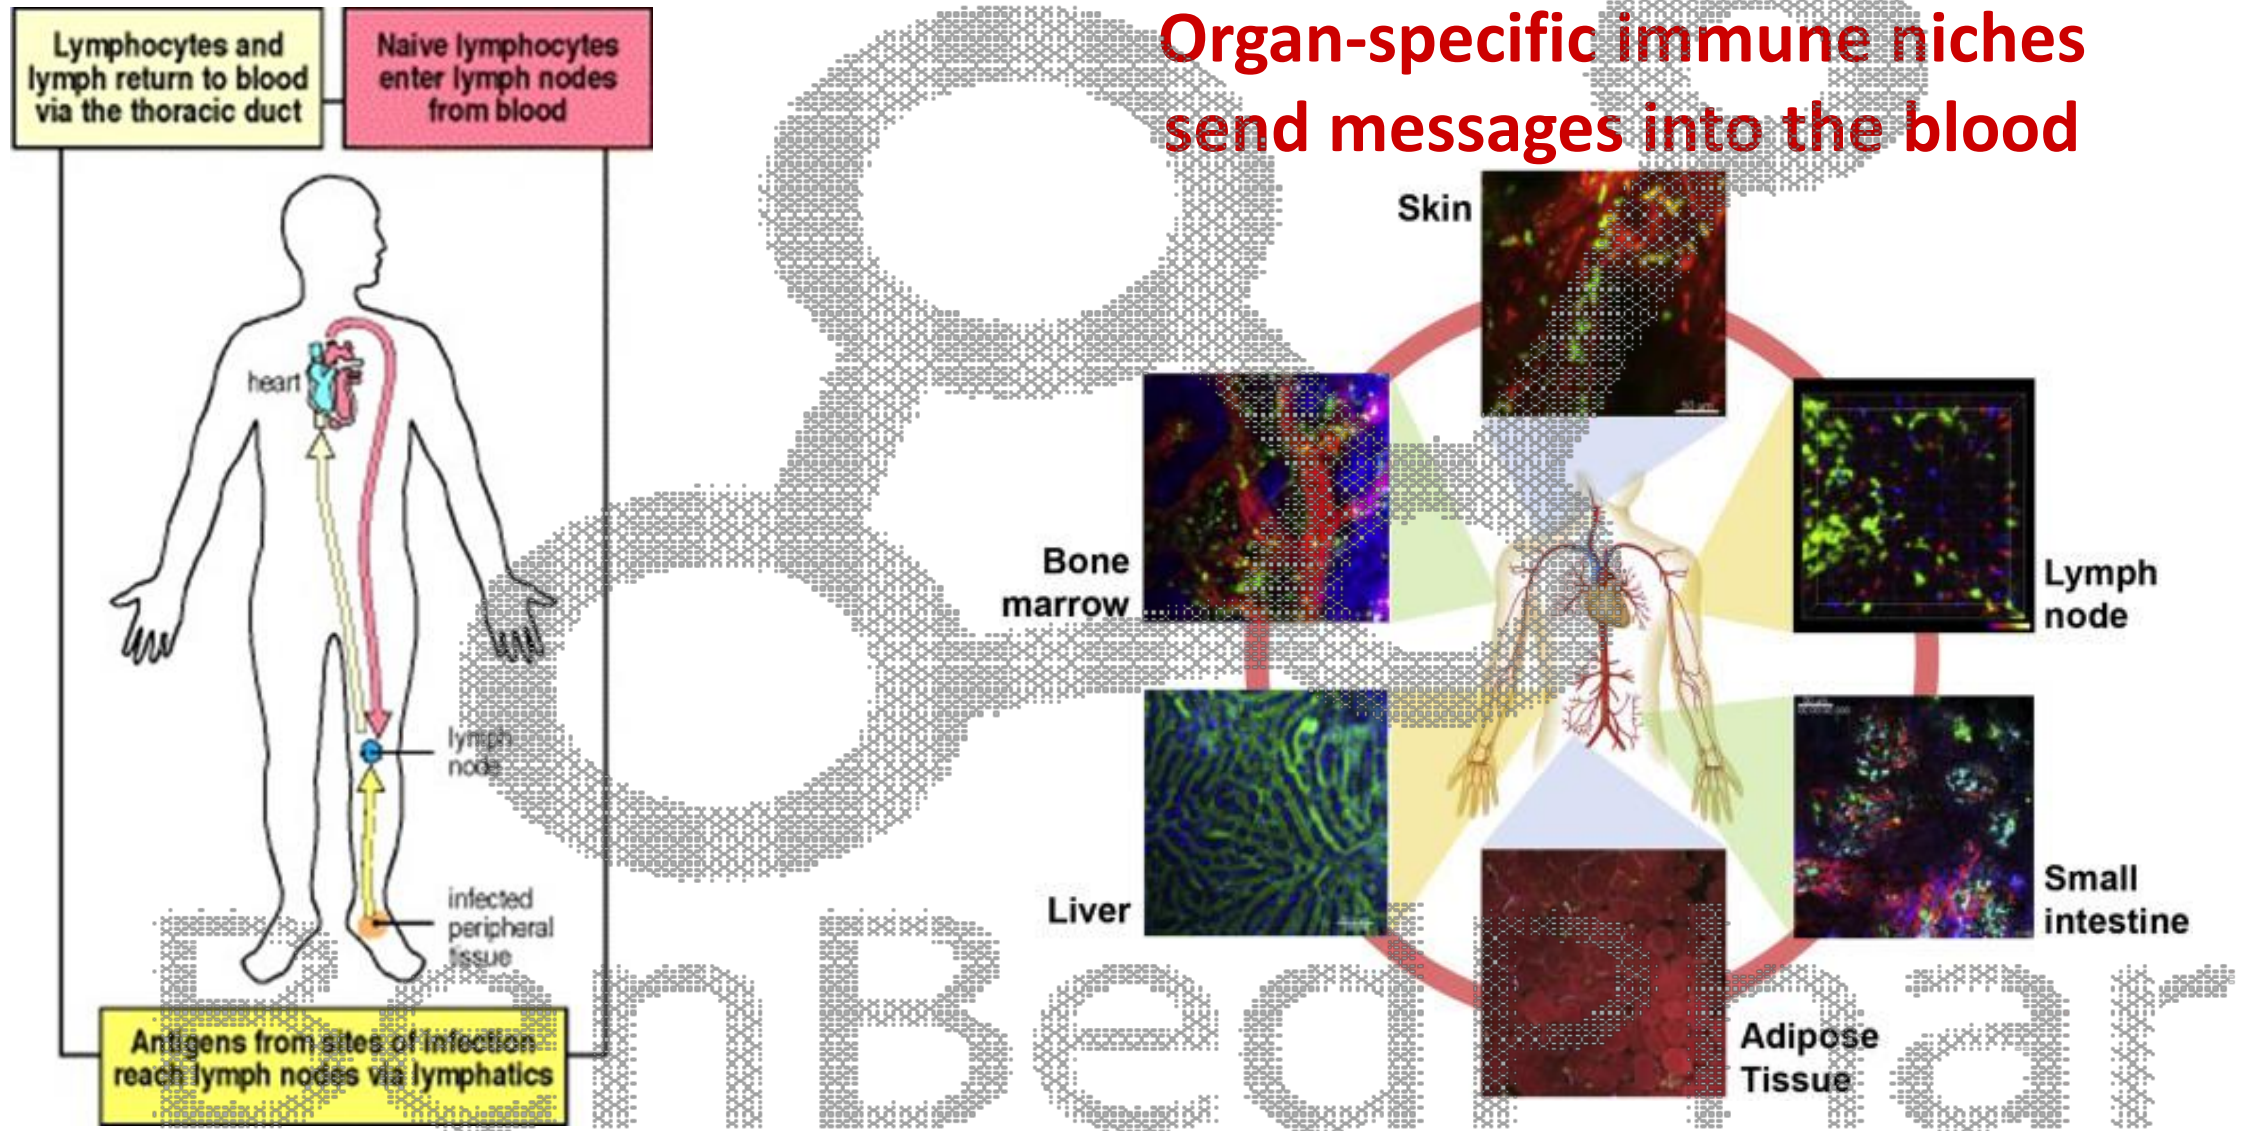 Lymphocytes and
lymph return to blood
via the thoracic duct
Naive lymphocytes
enter lymph nodes
from blood
heart
lymph
node
infected
peripheral
tissue
Antigens from sites of infection
reach lymph nodes via lymphatics
Organ-specific immune niches
send messages into the blood
Skin
Bone
marrow
Lymph
node
Liver
Small
intestine
Adipose
Tissue
BonBedPhar